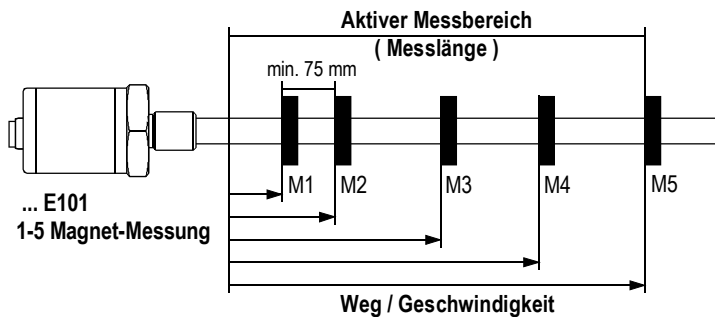 Aktiver Messbereich
( Messlänge )
min. 75 mm
M1 M2 M3 M4 M5
... E101
1-5 Magnet-Messung
Weg / Geschwindigkeit